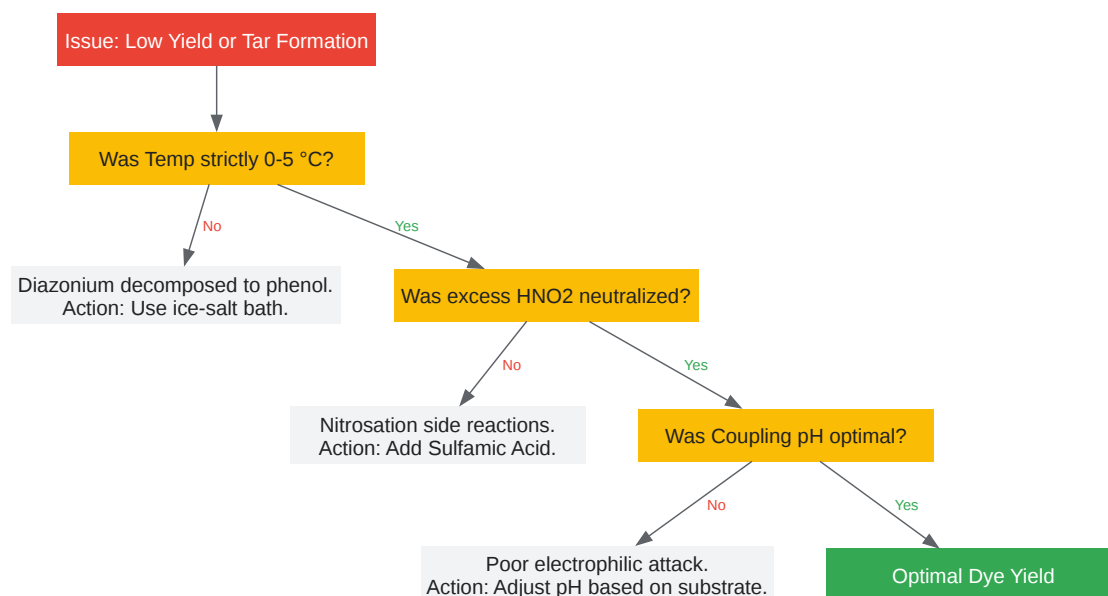 Issue: Low Yield or Tar Formation
Was Temp strictly 0-5 °C?
No
Yes
Diazonium decomposed to phenol.
Action: Use ice-salt bath.
Was excess HNO2 neutralized?
No
Yes
Nitrosation side reactions.
Action: Add Sulfamic Acid.
Was Coupling pH optimal?
No
Yes
Poor electrophilic attack.
Action: Adjust pH based on substrate.
Optimal Dye Yield